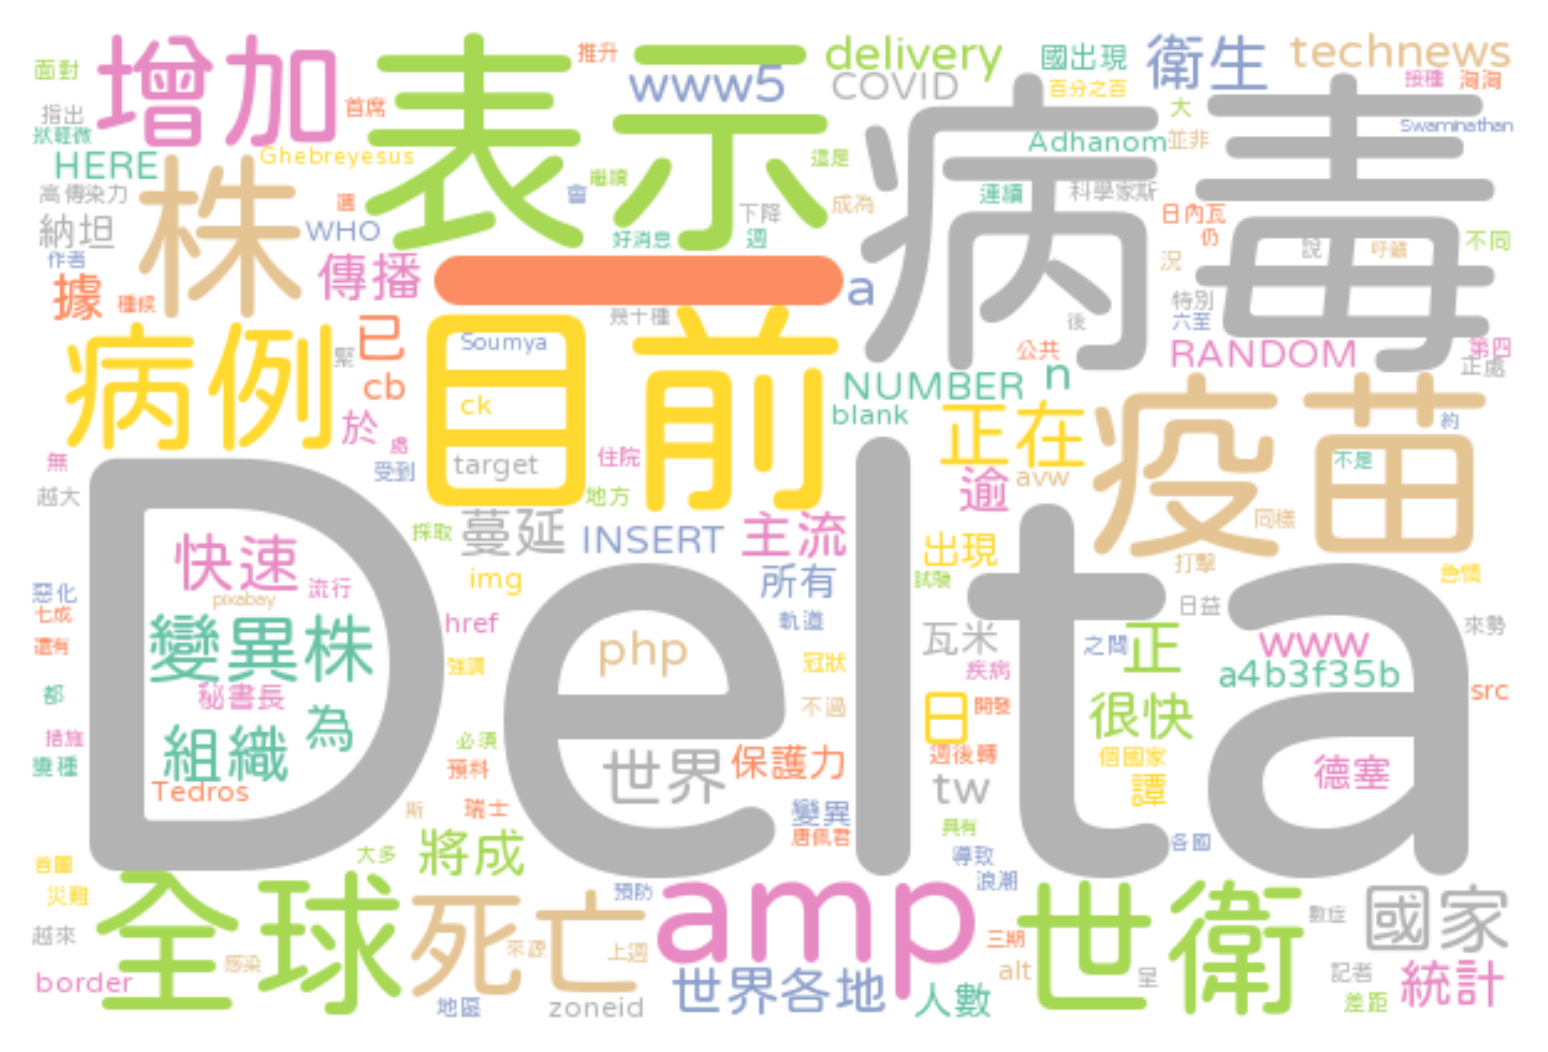 面對
增加
推升
表示
delivery
www5
COVID
國出現
百分之百
衛生
technews
接種
洶洶
指出
首席
狀輕微
HERE
Ghebreyesus
大
Adhanom
並非
Swaminathan
這是
病毒
高傳染力
株
還
WHO
會
繼續
下降
成為
連續
科學家斯
日內瓦
仍
說
呼籲
不同
納坦
作者
好消息
週
況
據
種候
傳播
一
a
特別
六至
後
幾十種
病例
緊
已
cb
目前
Soumya
ck
target
公共
n
RANDOM
第四
正處
NUMBER
blank
於
處
受到
住院
地方
正在
逾
avw
疫苗
約
不是
同樣
無
越大
Delta
採取
蔓延
INSERT
主流
出現
打擊
試驗
急情
快速
流行
pixabay
img
所有
日益
惡化
七成
還有
變異株
href
php
軌道
瓦米
之間
正
www
來勢
都
秘書長
強調
冠狀
疾病
a4b3f35b
src
措施
變種
組織
為
必須
預料
不過
日
開發
很快
週後轉
個國家
Tedros
世界
保護力
tw
譚
德塞
斯
瑞士
變異
唐佩君
具有
首圖
大多
將成
導致
浪潮
各國
災難
全球
死亡
預防
amp
世衛
數症
國家
越來
感染
來源
上週
三期
alt
呈
記者
統計
差距
border
地區
zoneid
世界各地
人數